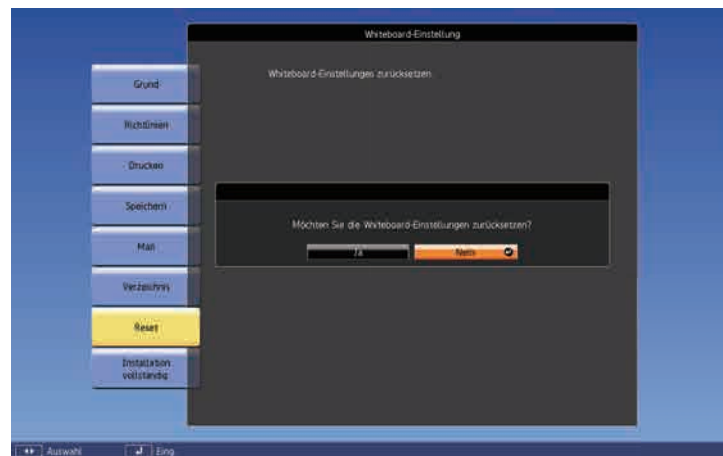 Whiteboard-Einstellung
Whiteboard-Einstellungen zurücksetzen
Grund
Richtlinien
Drucken
Speichern
Mail
Verzeichnis
Reset
Installation
vollständig
Möchten Sie die Whiteboard-Einstellungen zurücksetzen?
Ja
Nein
Auswahl
Eing